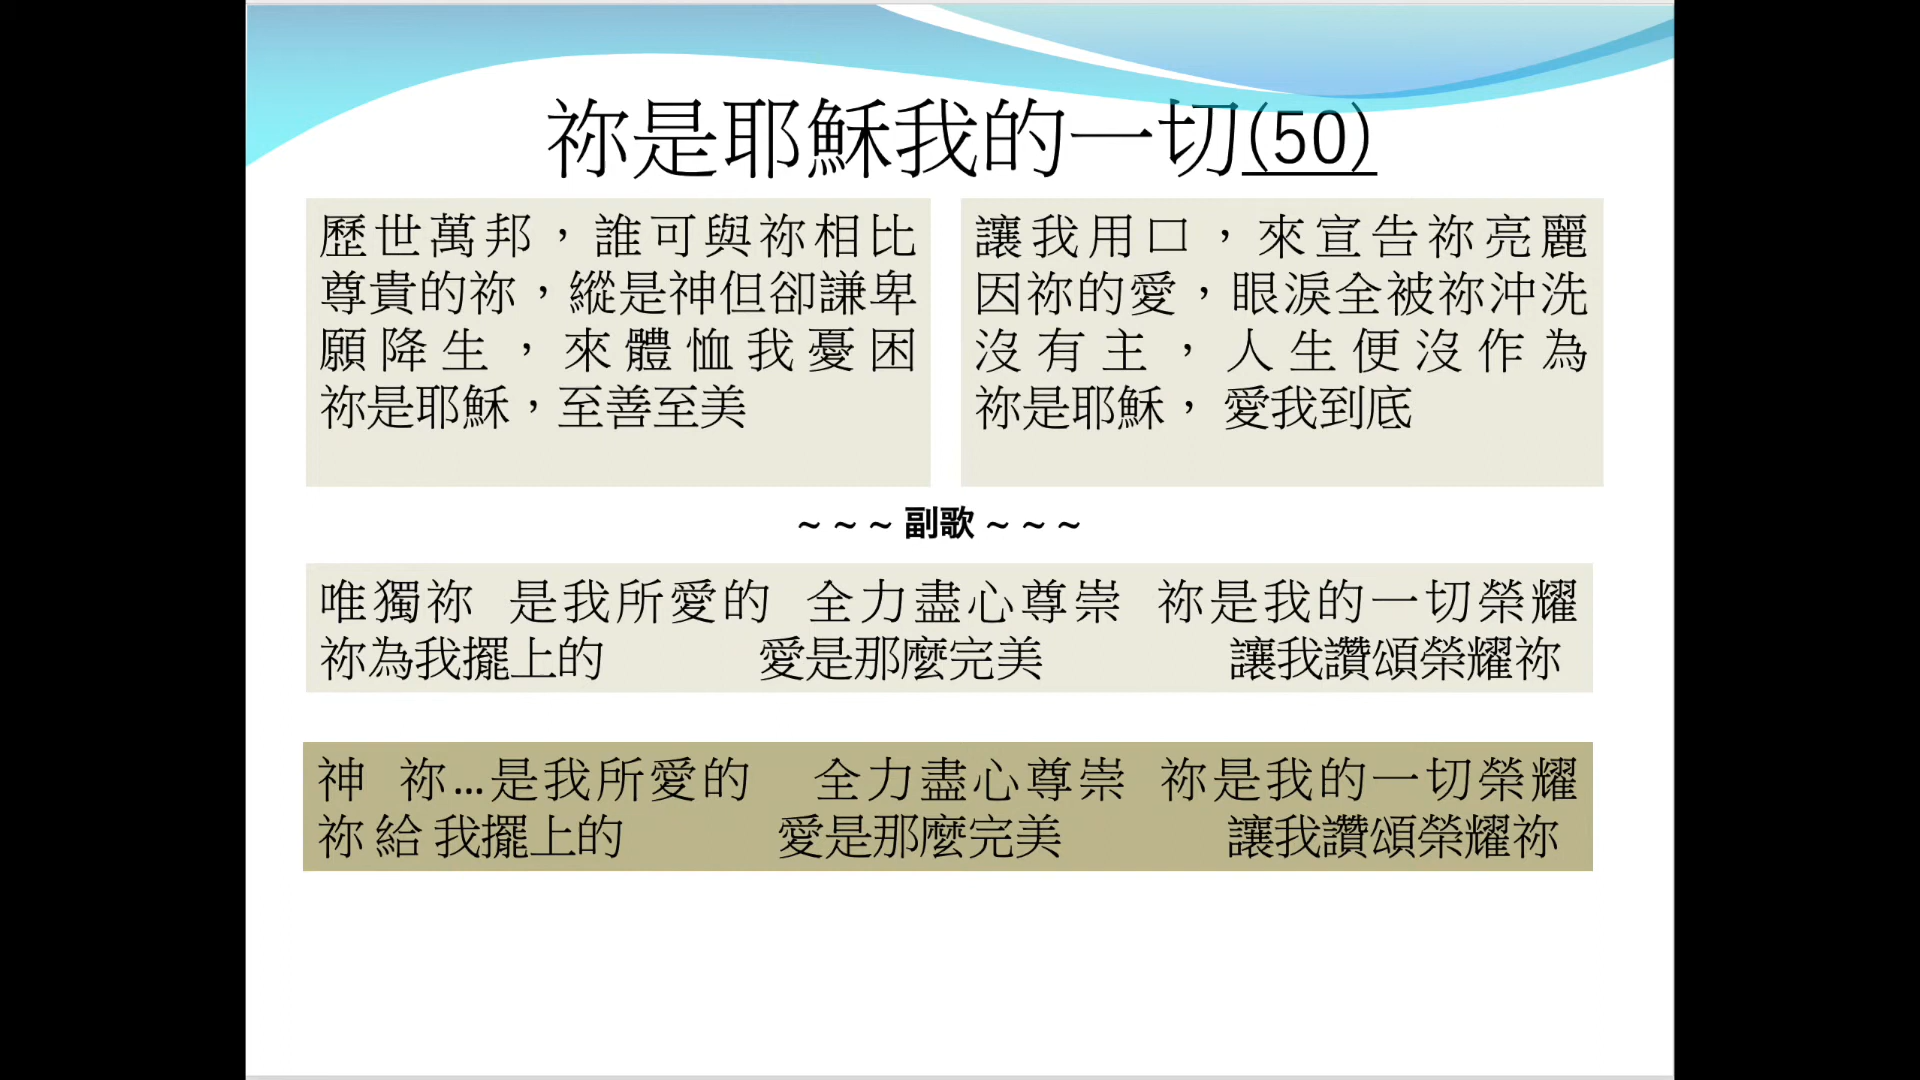 祢是耶穌我的一切(50)
歷世萬邦，誰可與祢相比
尊貴的祢，縱是神但卻謙卑
願降生，來體恤我憂困
祢是耶穌，至善至美
讓我用口，來宣告祢亮麗
因祢的愛，眼淚全被祢沖洗
沒有主，人生便沒作為
祢是耶穌， 愛我到底
~ ~ ~ 副歌 ~ ~ ~
唯獨祢 是我所愛的 全力盡心尊崇 祢是我的一切榮耀
祢為我擺上的 愛是那麼完美 讓我讚頌榮耀祢
神 祢...是我所愛的 全力盡心尊崇 祢是我的一切榮耀
祢 給 我擺上的 愛是那麼完美 讓我讚頌榮耀祢